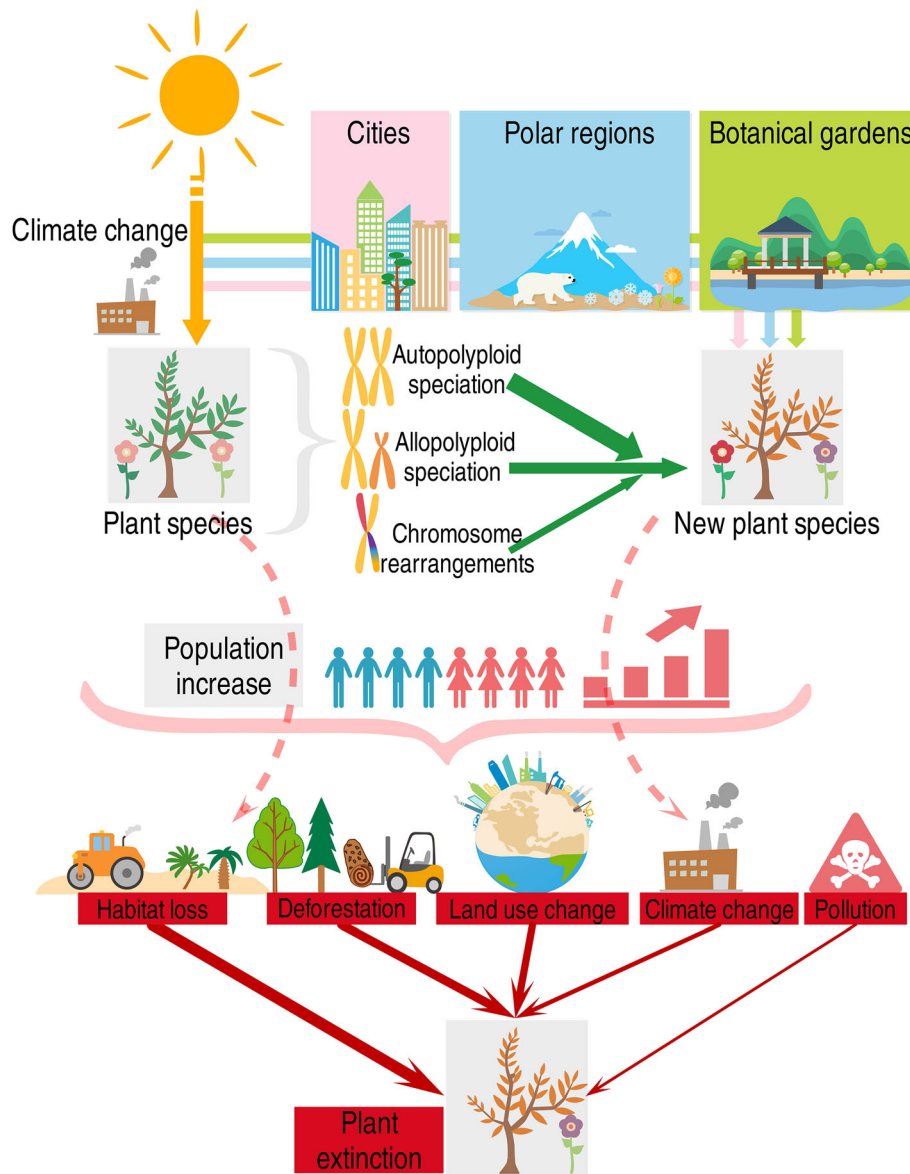 Cities
Polar regions
Botanical gardens
Climate change
Autopolyploid
speciation
Allopolyploid
speciation
Chromosome
rearrangements
Plant species
New plant species
Population
increase
Habitat loss
Deforestation
Land use change
Climate change
Pollution
Plant
extinction